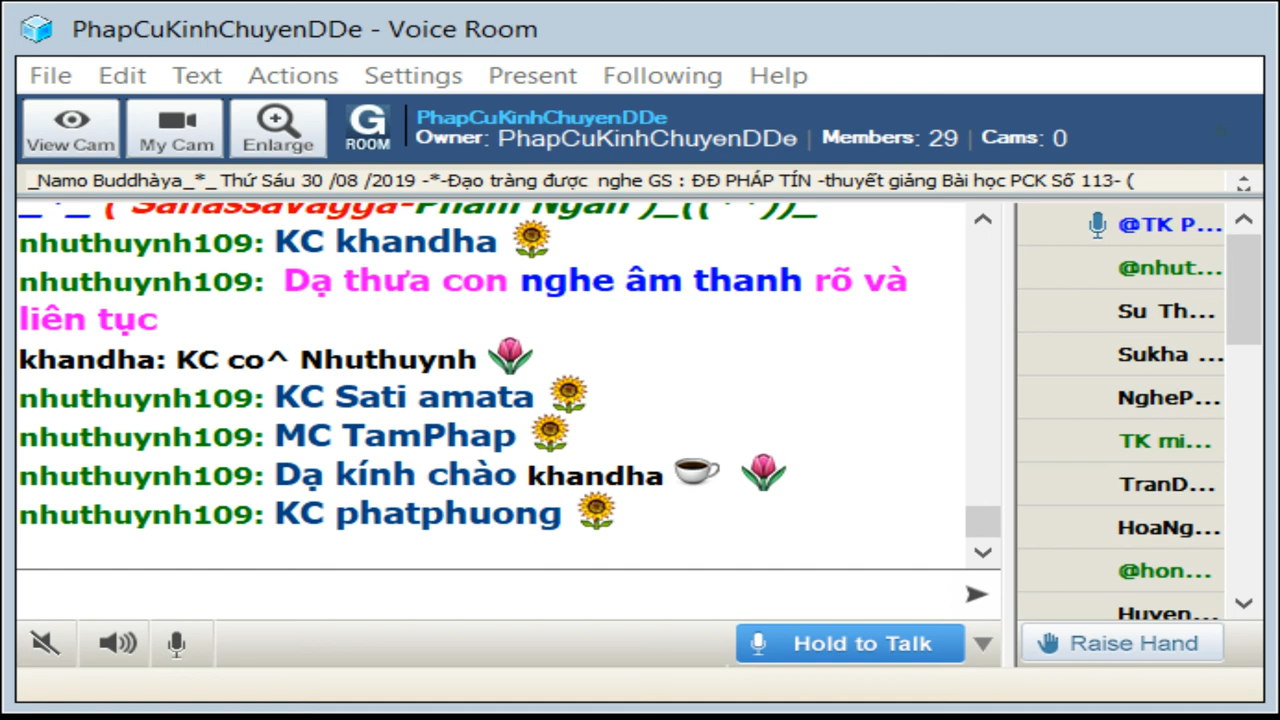 PhapCuKinhChuyenDDe - Voice Room
File Edit Text Actions Settings Present Following Help
View Cam
My Cam
Enlarge
G ROOM
PhapCuKinhChuyenDDe
Owner: PhapCuKinhChuyenDDe | Members: 29 | Cams: 0
_Namo Buddhàya_*_ Thứ Sáu 30 /08 /2019 -*-Đạo tràng được nghe GS : ĐĐ PHÁP TÍN -thuyết giảng Bài học PCK Số 113- (
_*_ ( Sahassavagga-Phẩm Ngàn )_((**))_
nhuthuynh109: KC khandha
nhuthuynh109: Dạ thưa con nghe âm thanh rõ và
liên tục
khandha: KC co^ Nhuthuynh
nhuthuynh109: KC Sati amata
nhuthuynh109: MC TamPhap
nhuthuynh109: Dạ kính chào khandha
nhuthuynh109: KC phatphuong
@TK P...
@nhut...
Su Th...
Sukha ...
NgheP...
TK mi...
TranD...
HoaNg...
@hon...
Huyen...
Hold to Talk
Raise Hand